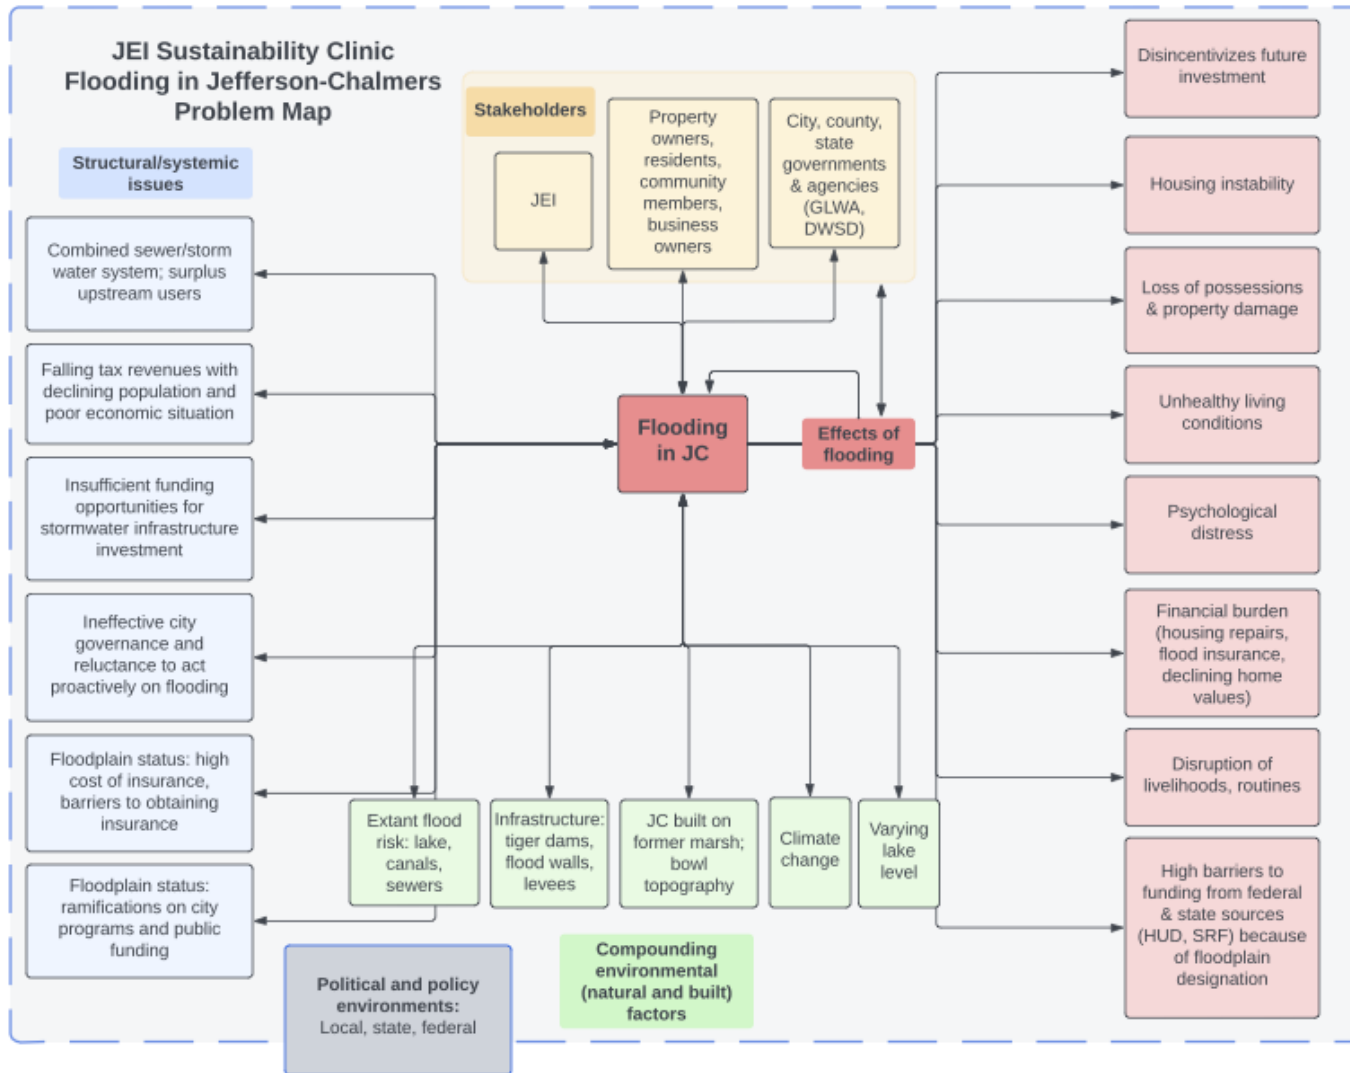 JEI Sustainability Clinic
Flooding in Jefferson-Chalmers
Problem Map
Structural/systemic
issues
Combined sewer/storm
water system; surplus
upstream users
Falling tax revenues with
declining population and
poor economic situation
Insufficient funding
opportunities for
stormwater infrastructure
investment
Ineffective city
governance and
reluctance to act
proactively on flooding
Floodplain status: high
cost of insurance,
barriers to obtaining
insurance
Floodplain status:
ramifications on city
programs and public
funding
Stakeholders
JEI
Property
owners,
residents,
community
members,
business
owners
City, county,
state
governments
& agencies
(GLWA,
DWSD)
Flooding
in JC
Effects of
flooding
Extant flood
risk: lake,
canals,
sewers
Infrastructure:
tiger dams,
flood walls,
levees
JC built on
former marsh;
bowl
topography
Climate
change
Varying
lake
level
Compounding
environmental
(natural and built)
factors
Political and policy
environments:
Local, state, federal
Disincentivizes future
investment
Housing instability
Loss of possessions
& property damage
Unhealthy living
conditions
Psychological
distress
Financial burden
(housing repairs,
flood insurance,
declining home
values)
Disruption of
livelihoods, routines
High barriers to
funding from federal
& state sources
(HUD, SRF) because
of floodplain
designation